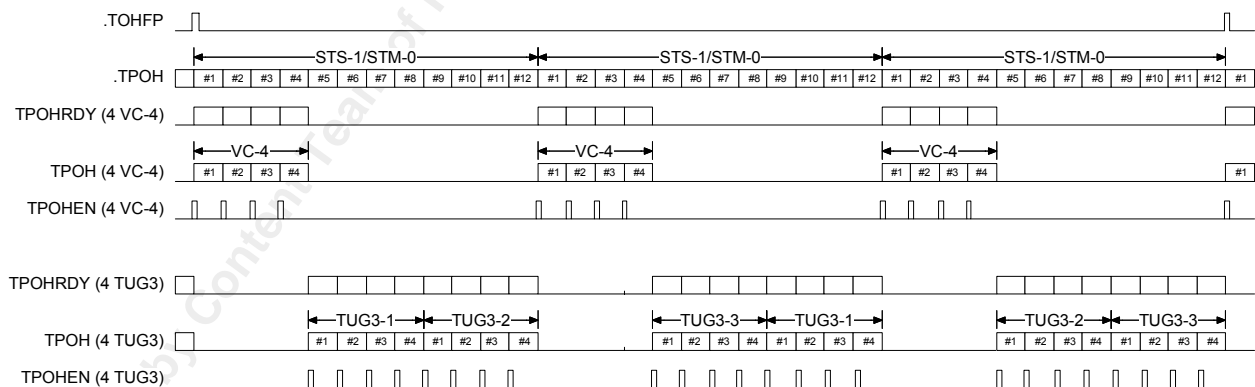 .TOHFP
STS-1/STM-0 STS-1/STM-0 STS-1/STM-0
.TPOH #1 #2 #3 #4 #5 #6 #7 #8 #9 #10 #11 #12 #1 #2 #3 #4 #5 #6 #7 #8 #9 #10 #11 #12 #1 #2 #3 #4 #5 #6 #7 #8 #9 #10 #11 #12 #1
TPOHRDY (4 VC-4)
VC-4 VC-4 VC-4
TPOH (4 VC-4) #1 #2 #3 #4 #1 #2 #3 #4 #1 #2 #3 #4 #1
TPOHEN (4 VC-4)
TPOHRDY (4 TUG3)
TUG3-1 TUG3-2 TUG3-3 TUG3-1 TUG3-2 TUG3-3
TPOH (4 TUG3) #1 #2 #3 #4 #1 #2 #3 #4 #1 #2 #3 #4 #1 #2 #3 #4 #1 #2 #3 #4 #1 #2 #3 #4
TPOHEN (4 TUG3)
by Content Team of